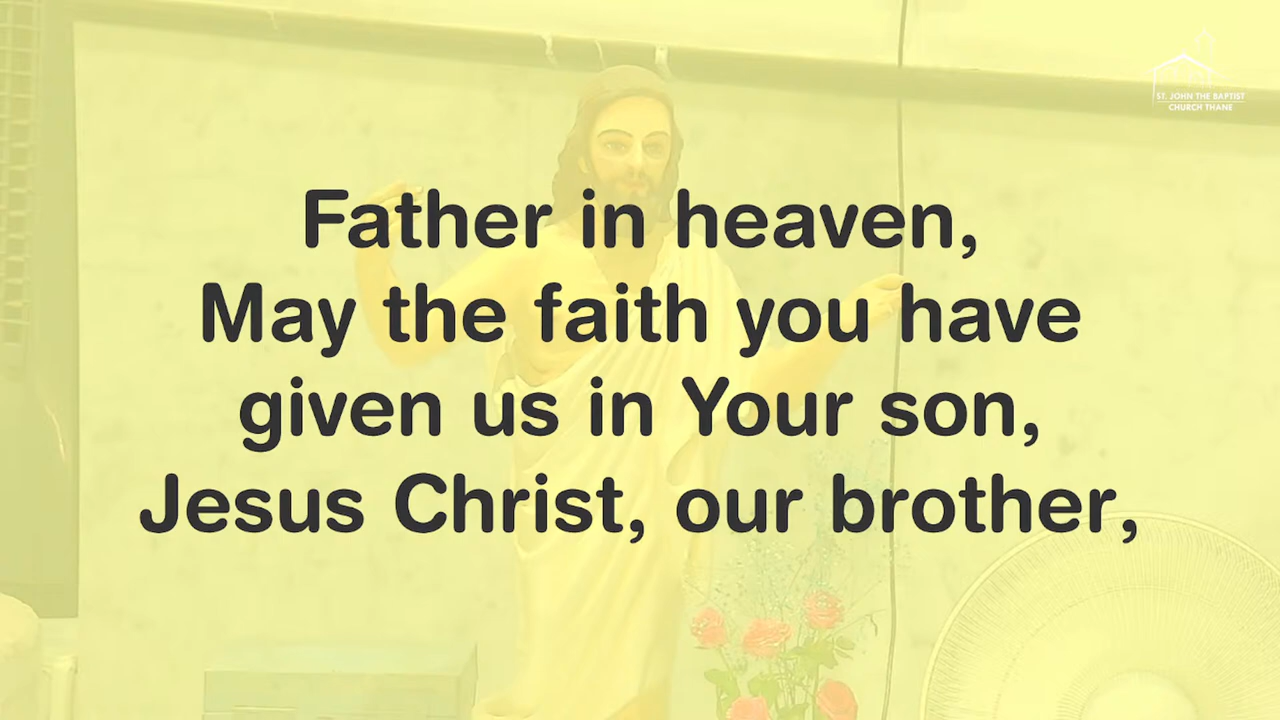 ST. JOHN THE BAPTIST
CHURCH THANE
Father in heaven,
May the faith you have
given us in Your son,
Jesus Christ, our brother,